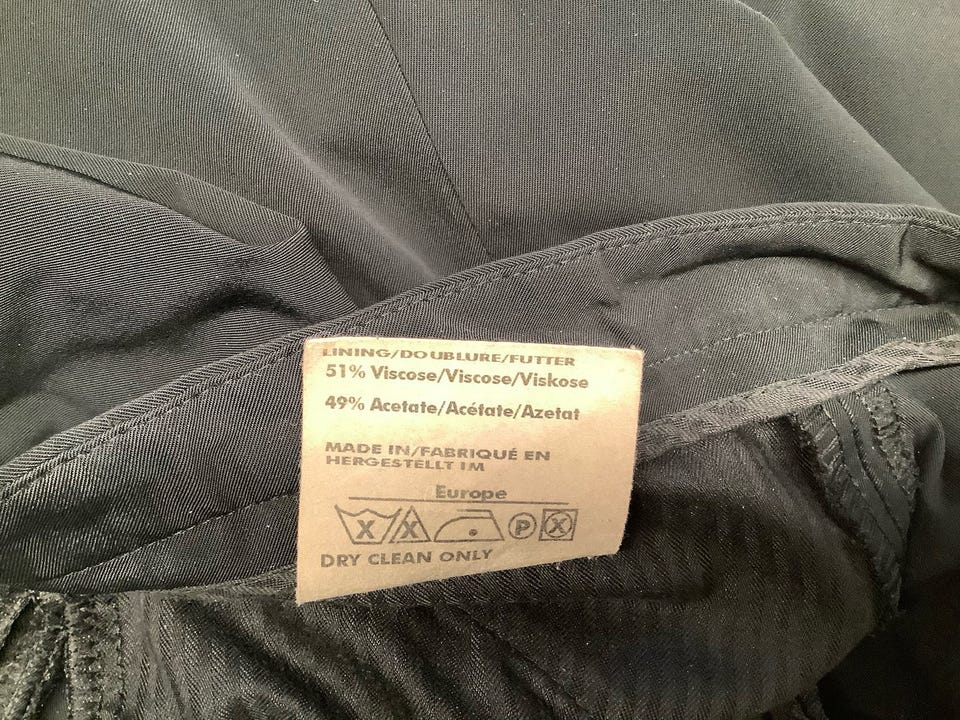 LINING/DOUBLURE/FUTTER
51% Viscose/Viscose/Viskose
49% Acetate/Acétate/Azetat
MADE IN/FABRIQUÉ EN
HERGESTELLT IM
Europe
X X P X
DRY CLEAN ONLY